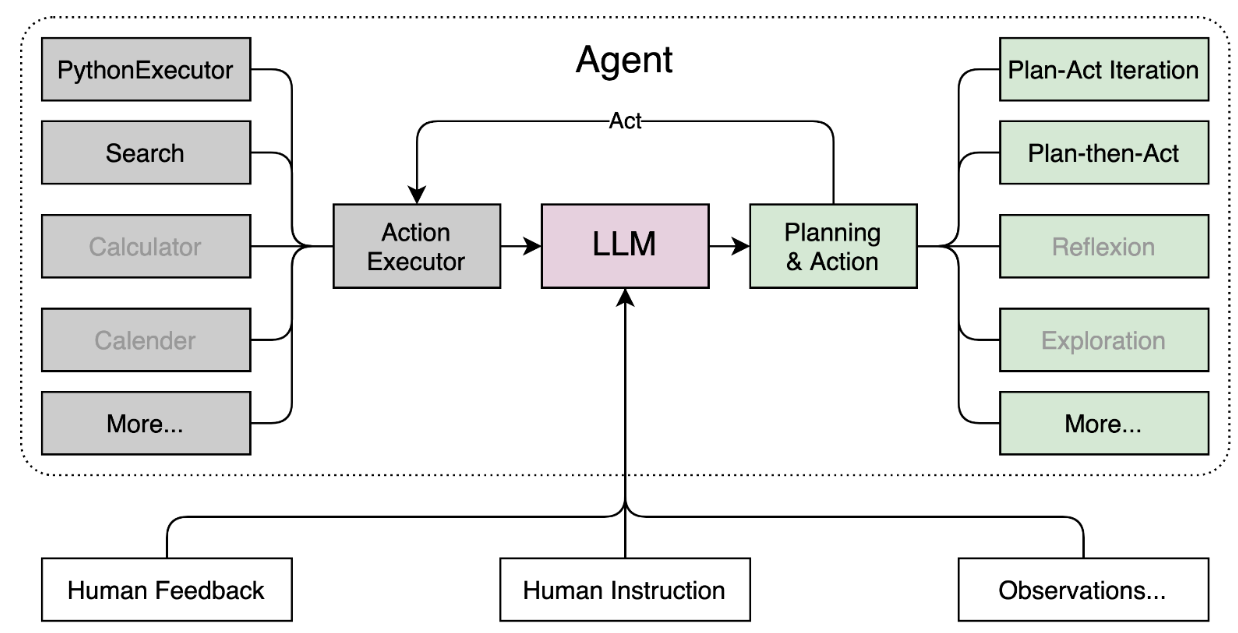 Agent
PythonExecutor
Search
Calculator
Calender
More...
Act
Action
Executor
LLM
Planning
& Action
Plan-Act Iteration
Plan-then-Act
Reflexion
Exploration
More...
Human Feedback
Human Instruction
Observations...